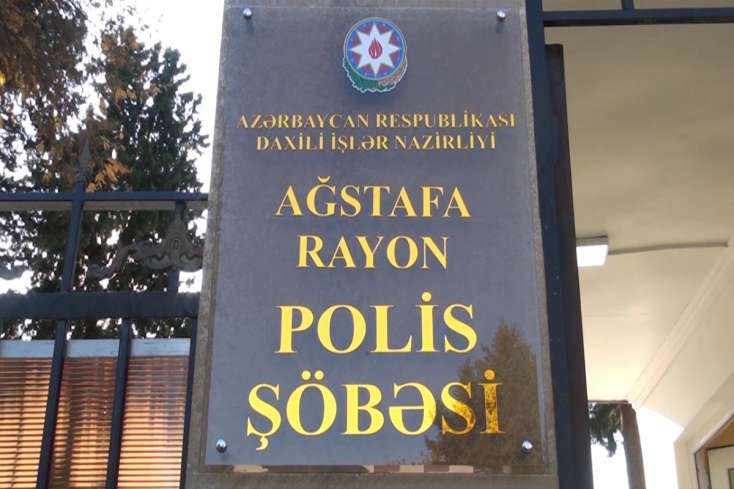 AZƏRBAYCAN RESPUBLİKASI
DAXİLİ İŞLƏR NAZİRLİYİ
AĞSTAFA
RAYON
POLİS
ŞÖBƏSİ